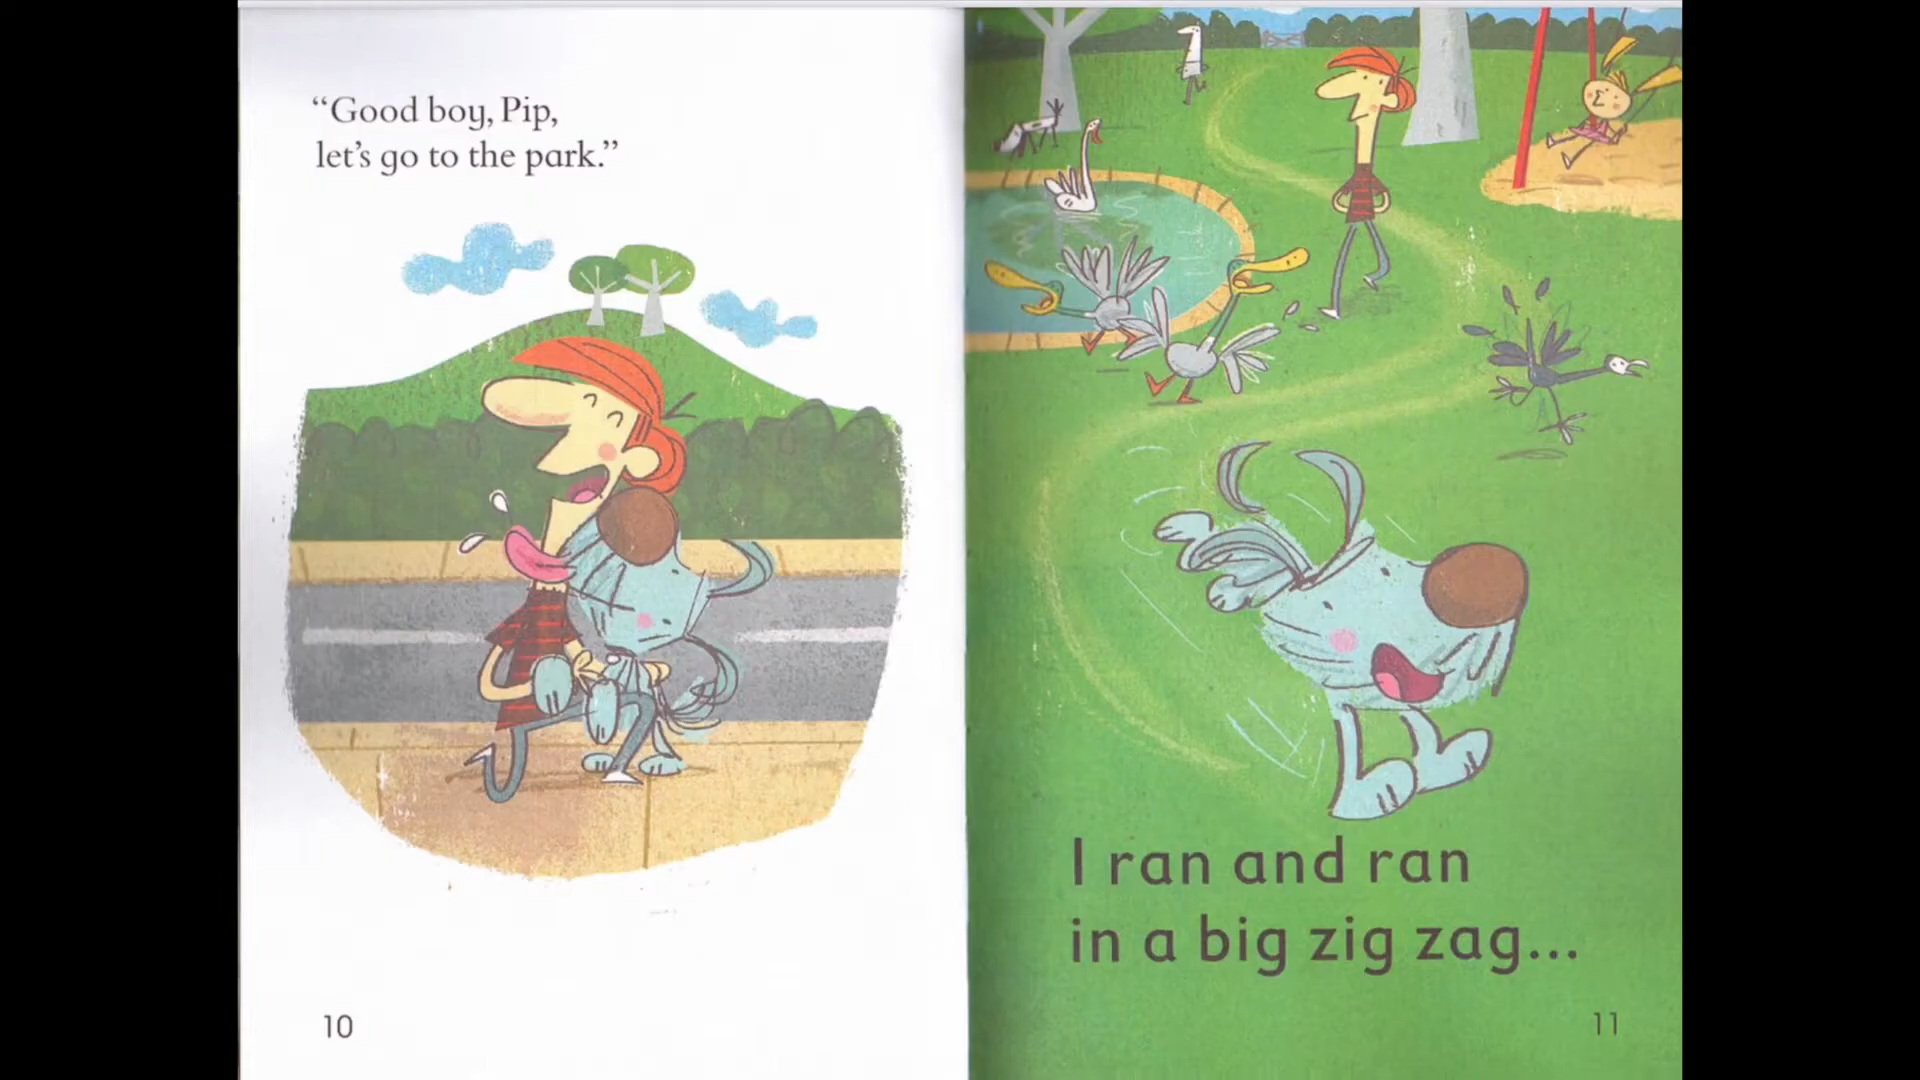 “Good boy, Pip,
let’s go to the park.”
10
I ran and ran
in a big zig zag...
11